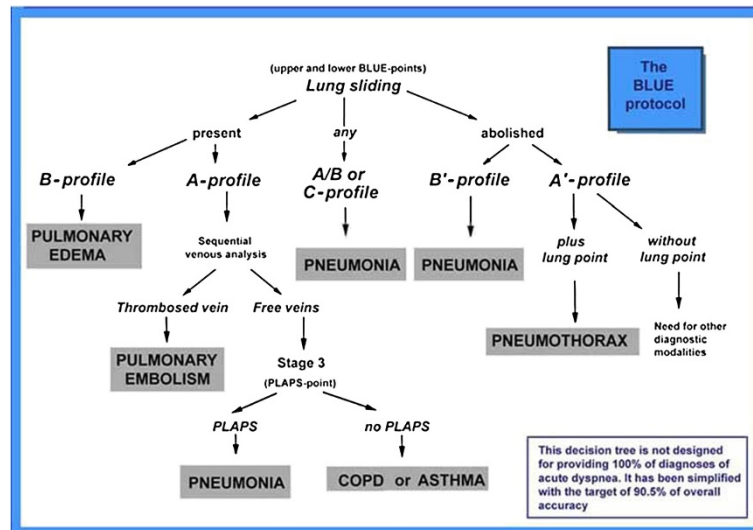 The
BLUE
protocol
(upper and lower BLUE-points)
Lung sliding
present
any
abolished
B-profile
A-profile
A/B or
C-profile
B'-profile
A'-profile
PULMONARY
EDEMA
Sequential
venous analysis
PNEUMONIA
PNEUMONIA
plus
lung point
without
lung point
Thrombosed vein
Free veins
PNEUMOTHORAX
Need for other
diagnostic
modalities
PULMONARY
EMBOLISM
Stage 3
(PLAPS-point)
PLAPS
no PLAPS
PNEUMONIA
COPD or ASTHMA
This decision tree is not designed
for providing 100% of diagnoses of
acute dyspnea. It has been simplified
with the target of 90.5% of overall
accuracy